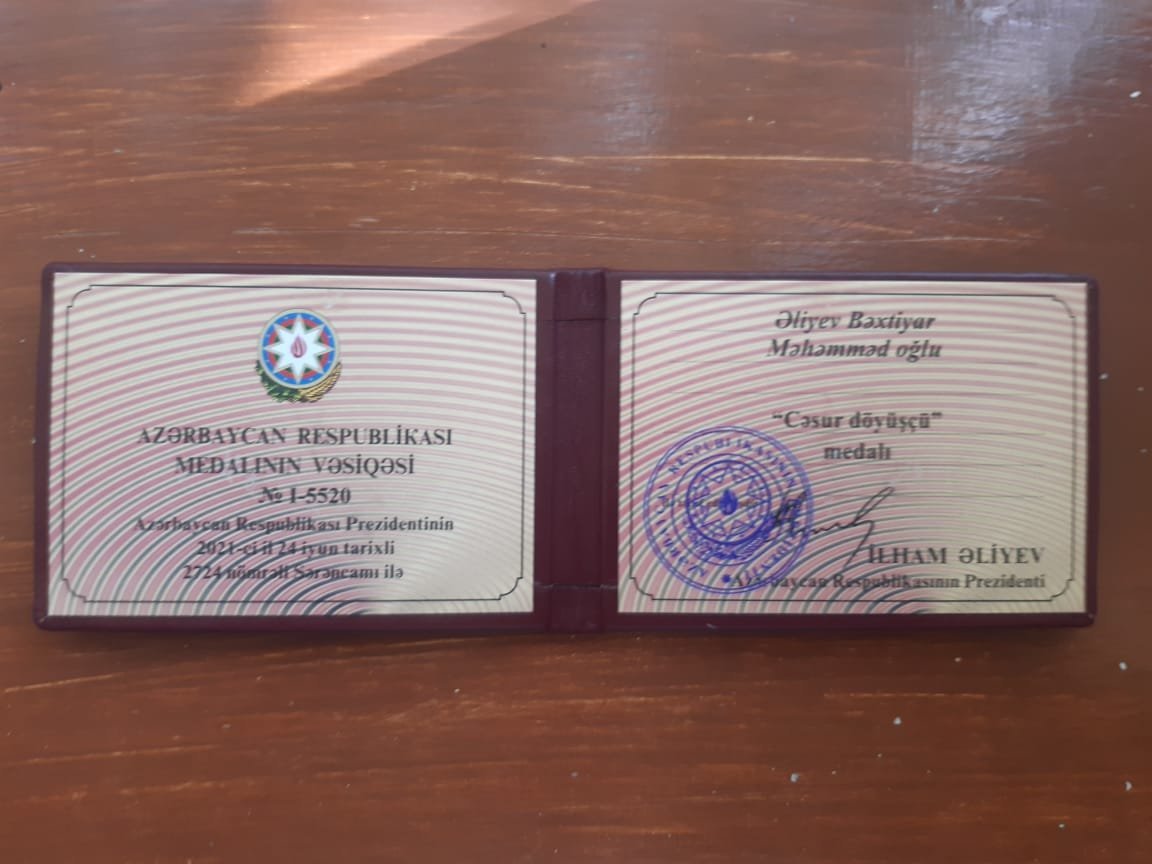 AZƏRBAYCAN RESPUBLİKASI
MEDALININ VƏSİQƏSİ
№ I-5520
Azərbaycan Respublikası Prezidentinin
2021-ci il 24 iyun tarixli
2724 nömrəli Sərəncamı ilə
Əliyev Bəxtiyar
Məhəmməd oğlu
“Cəsur döyüşçü”
medalı
İLHAM ƏLİYEV
Azərbaycan Respublikasının Prezidenti